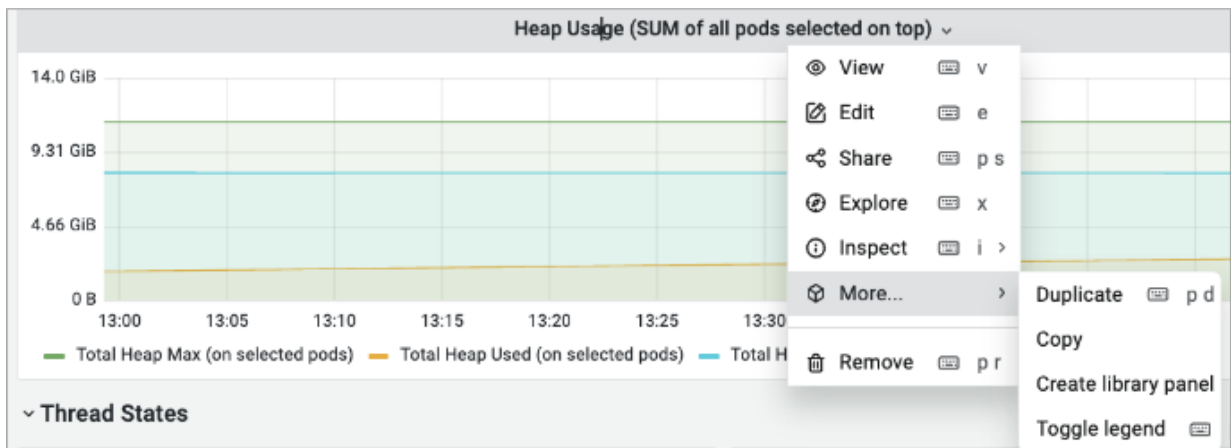 Heap Usage (SUM of all pods selected on top)
14.0 GiB
9.31 GiB
4.66 GiB
0 B
13:00 13:05 13:10 13:15 13:20 13:25 13:30
Total Heap Max (on selected pods) Total Heap Used (on selected pods) Total H
View v
Edit e
Share p s
Explore x
Inspect i
More...
Remove p r
Duplicate p d
Copy
Create library panel
Toggle legend
Thread States